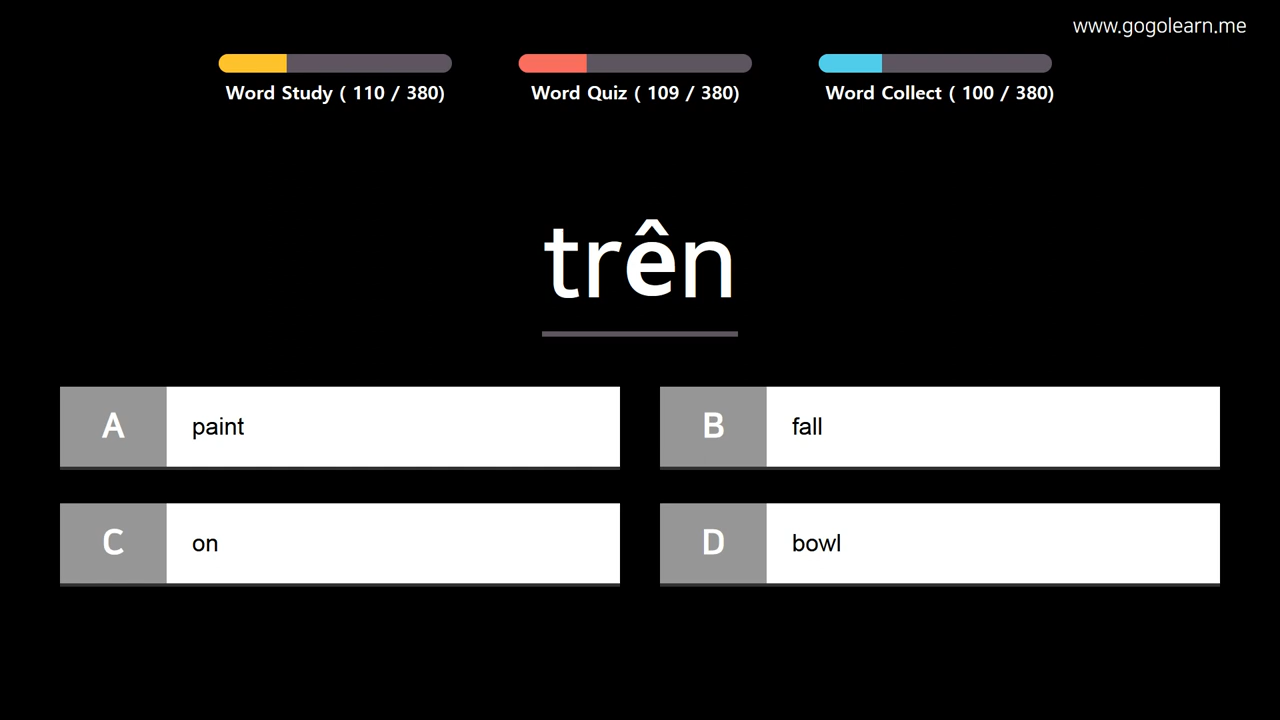 www.gogolearn.me
Word Study ( 110 / 380)
Word Quiz ( 109 / 380)
Word Collect ( 100 / 380)
trên
A paint
B fall
C on
D bowl